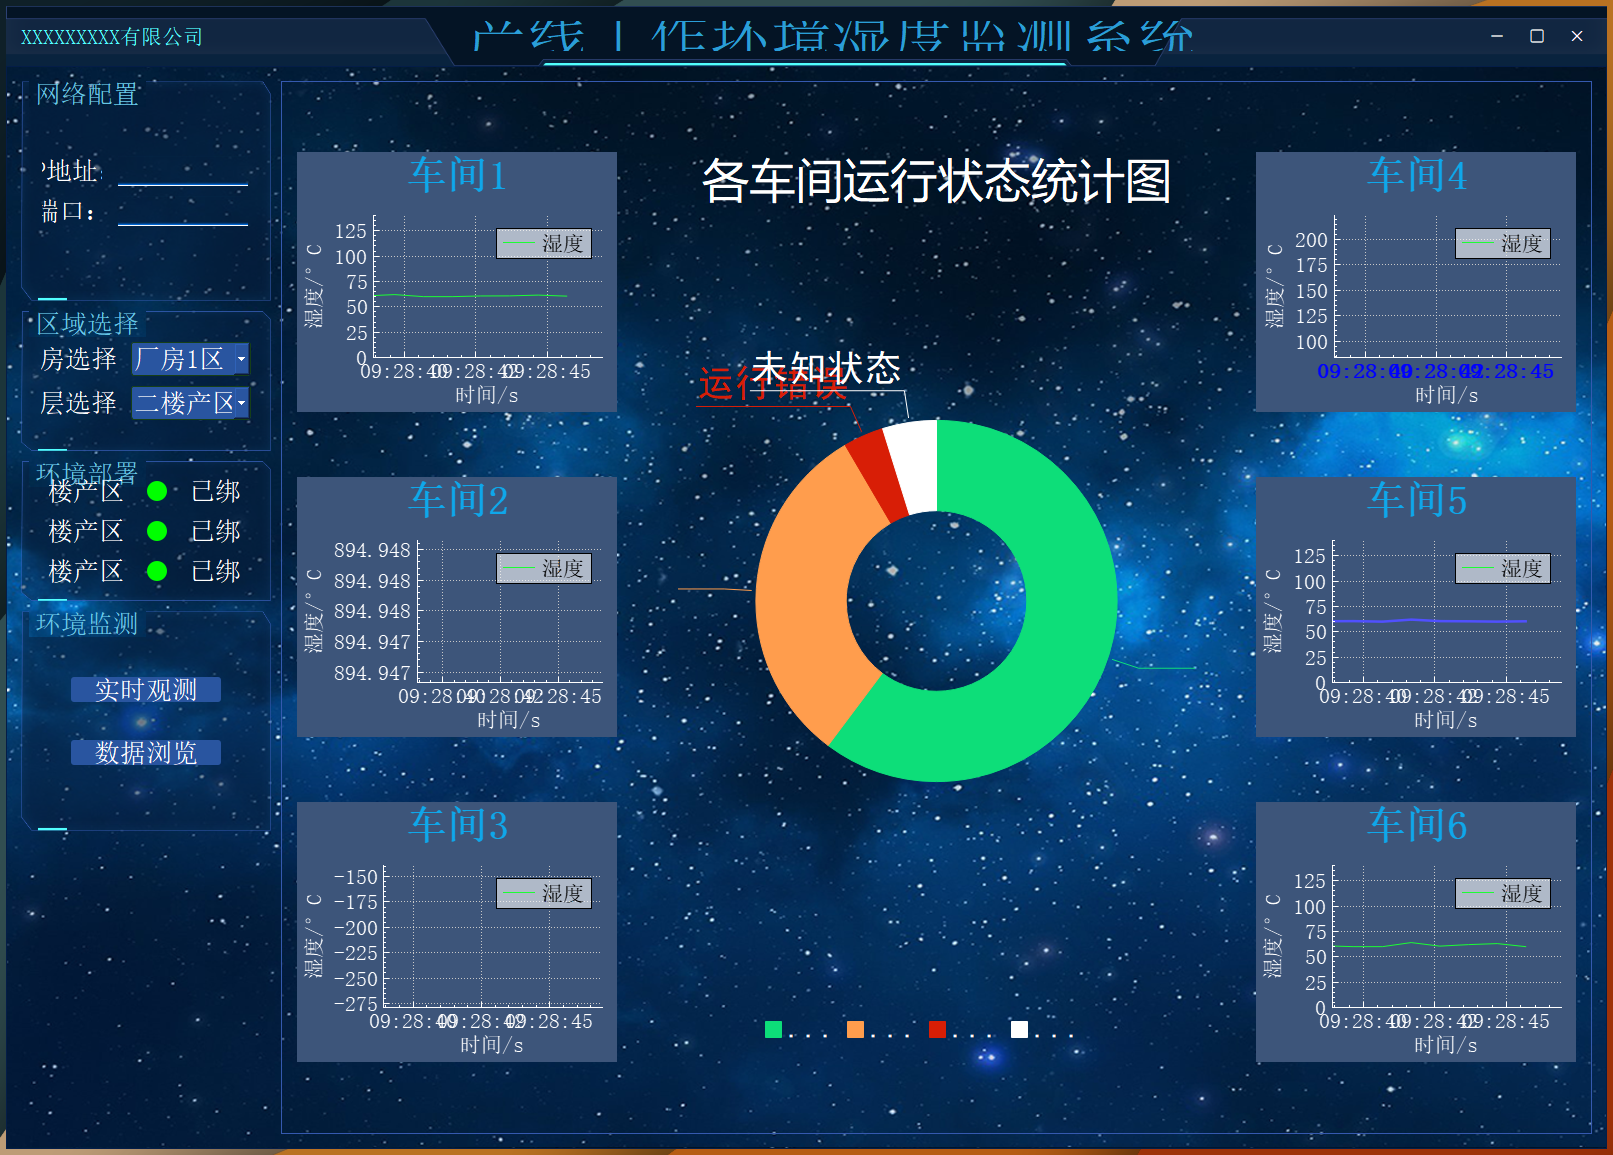 XXXXXXXXX有限公司
产线工作环境湿度监测系统
网络配置
地址:
端口:
区域选择
房选择 厂房1区
层选择 二楼产区
环境部署
楼产区 已绑
楼产区 已绑
楼产区 已绑
环境监测
实时观测
数据浏览
车间1
湿度
125
100
75
50
25
0
湿度/°C
09:28:40 09:28:42 09:28:45
时间/s
车间2
湿度
894.948
894.948
894.948
894.947
894.947
湿度/°C
09:28:40 09:28:42 09:28:45
时间/s
车间3
湿度
-150
-175
-200
-225
-250
-275
湿度/°C
09:28:40 09:28:42 09:28:45
时间/s
各车间运行状态统计图
未知状态
运行错误
.... .... .... ....
车间4
湿度
200
175
150
125
100
湿度/°C
09:28:40 09:28:42 09:28:45
时间/s
车间5
湿度
125
100
75
50
25
0
湿度/°C
09:28:40 09:28:42 09:28:45
时间/s
车间6
湿度
125
100
75
50
25
0
湿度/°C
09:28:40 09:28:42 09:28:45
时间/s